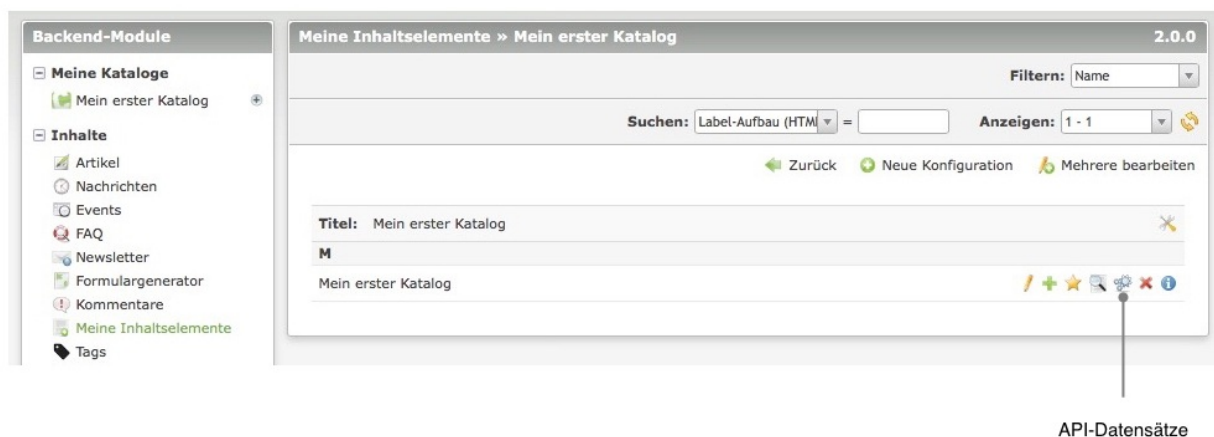 Backend-Module
Meine Kataloge
Mein erster Katalog
Inhalte
Artikel
Nachrichten
Events
FAQ
Newsletter
Formulargenerator
Kommentare
Meine Inhaltselemente
Tags
Meine Inhaltselemente » Mein erster Katalog 2.0.0
Filtern: Name
Suchen: Label-Aufbau (HTM = Anzeigen: 1 - 1
Zurück Neue Konfiguration Mehrere bearbeiten
Titel: Mein erster Katalog
M
Mein erster Katalog
API-Datensätze